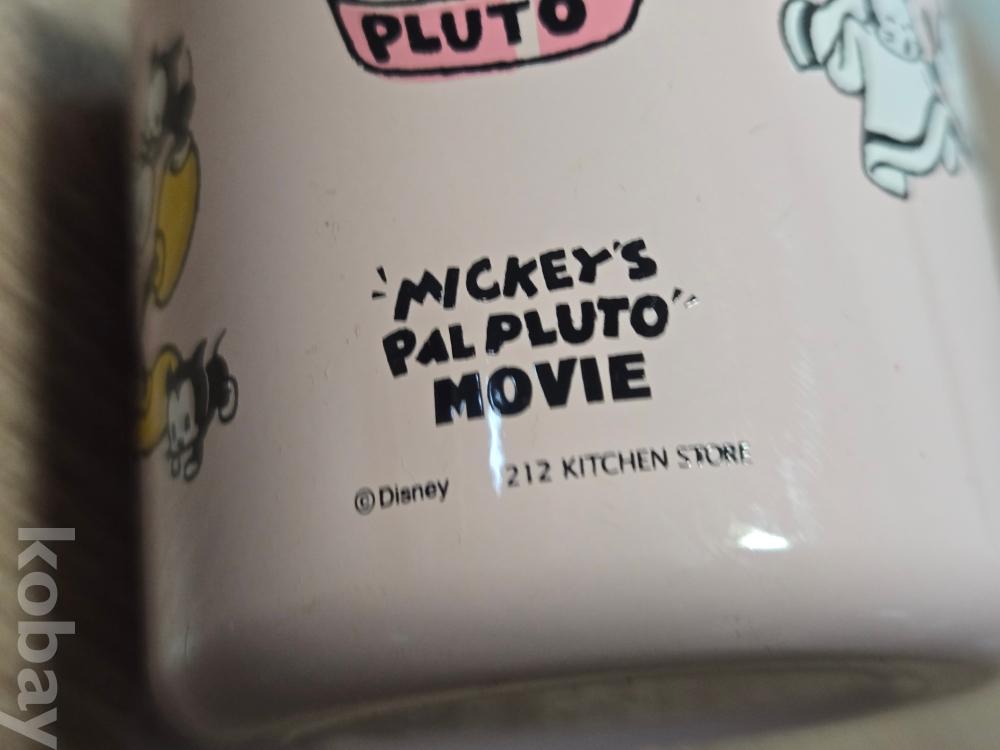 PLUTO
'MICKEY'S
PAL PLUTO'
MOVIE
©Disney 212 KITCHEN STORE
kobay